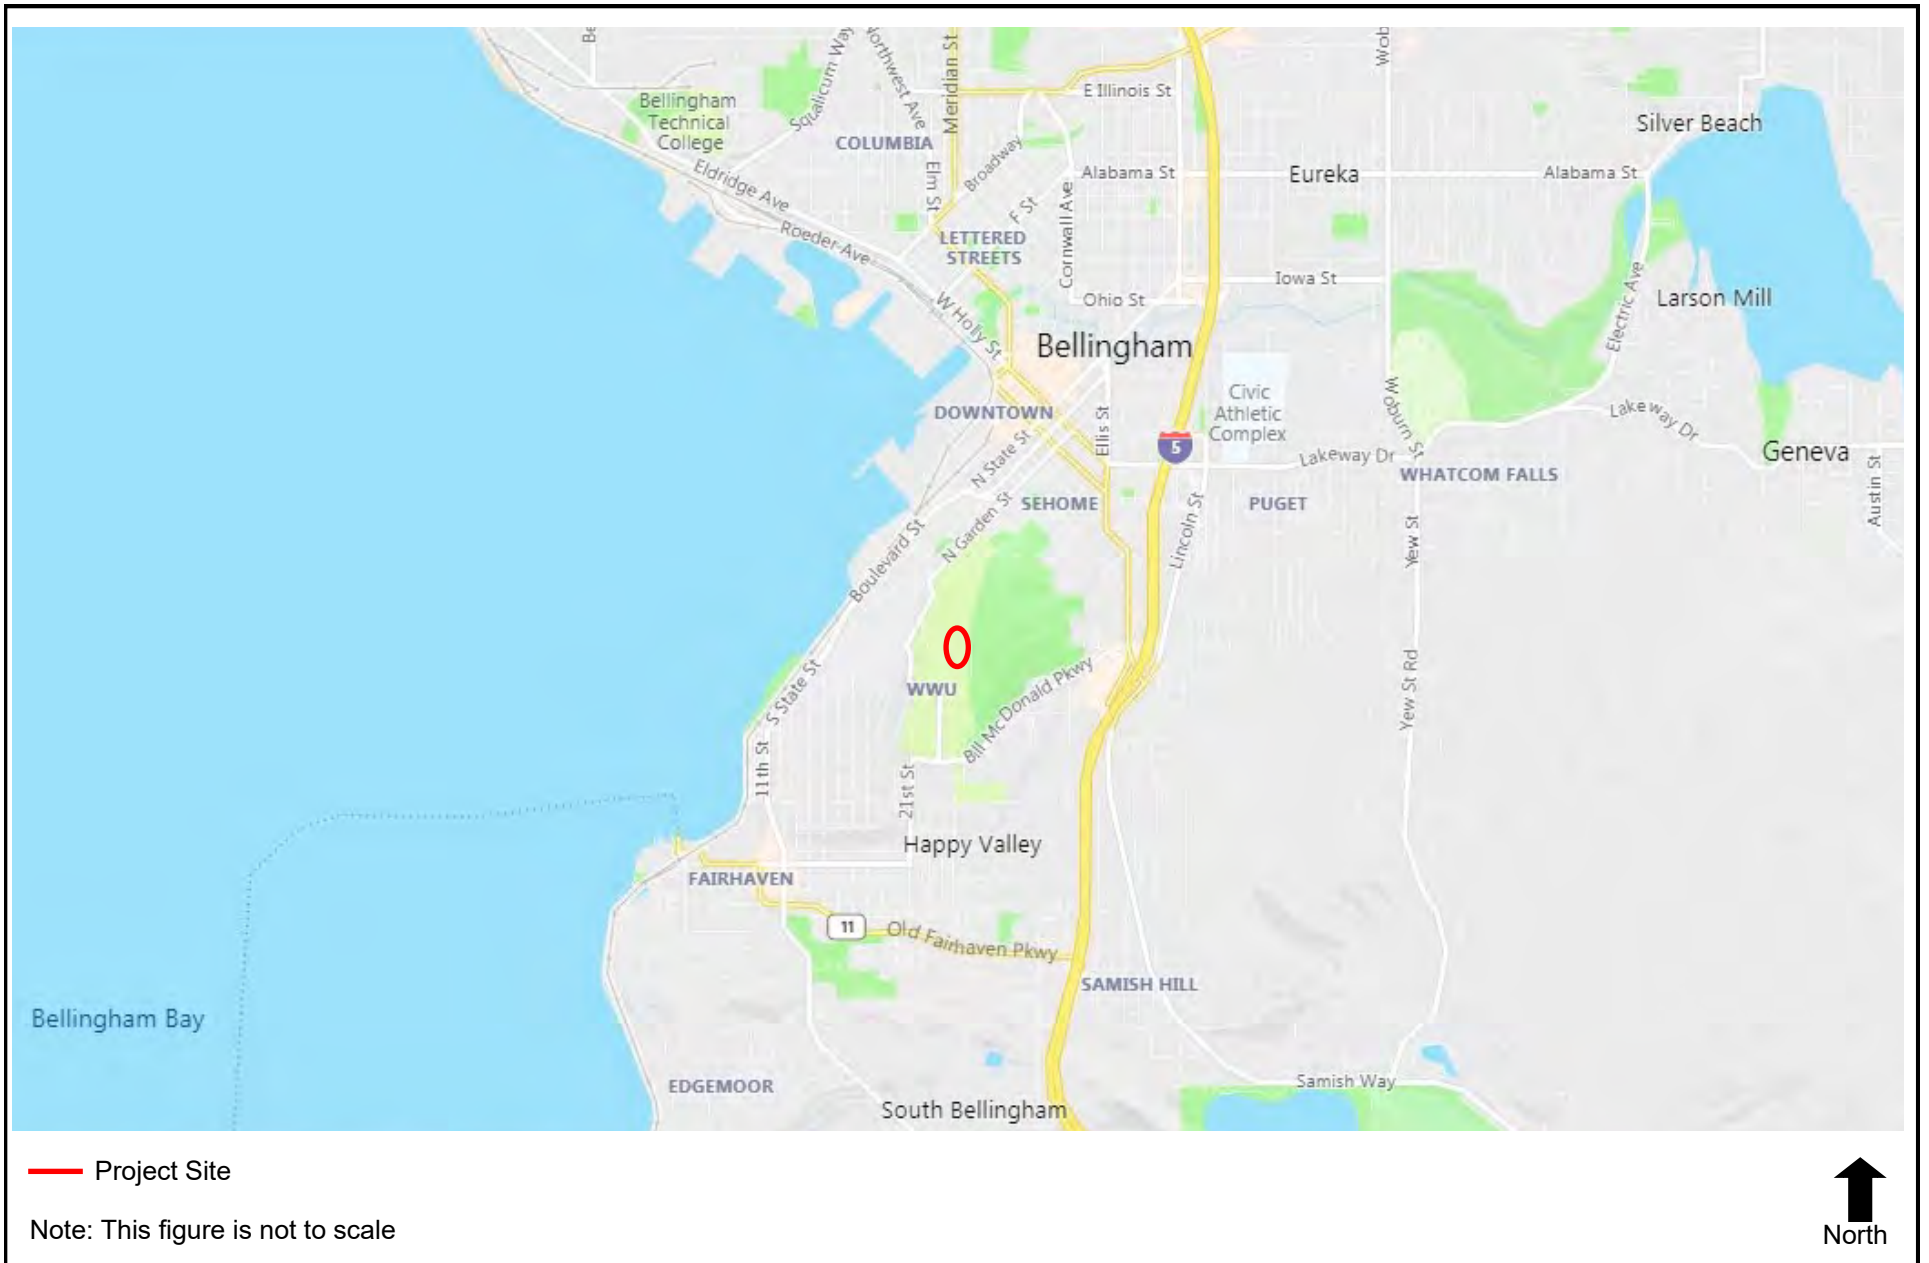 Be
Squalicum Way
Northwest Ave
Meridian St
Wob
E Illinois St
Bellingham
Technical
College
COLUMBIA
Silver Beach
Broadway
Elm St
Eldridge Ave
Alabama St
Eureka
Alabama St
F St
Cornwall Ave
Roeder Ave
LETTERED
STREETS
Iowa St
Electric Ave
Larson Mill
Ohio St
W Holly St
Bellingham
Civic
Athletic
Complex
DOWNTOWN
Ellis St
Woburn St
Lakeway Dr
5
N State St
Lakeway Dr
Geneva
WHATCOM FALLS
Austin St
SEHOME
PUGET
N Garden St
Lincoln St
Yew St
Boulevard St
WWU
S State St
Bill McDonald Pkwy
Yew St Rd
11th St
21st St
Happy Valley
FAIRHAVEN
11
Old Fairhaven Pkwy
SAMISH HILL
Bellingham Bay
EDGEMOOR
Samish Way
South Bellingham
Project Site
Note: This figure is not to scale
North